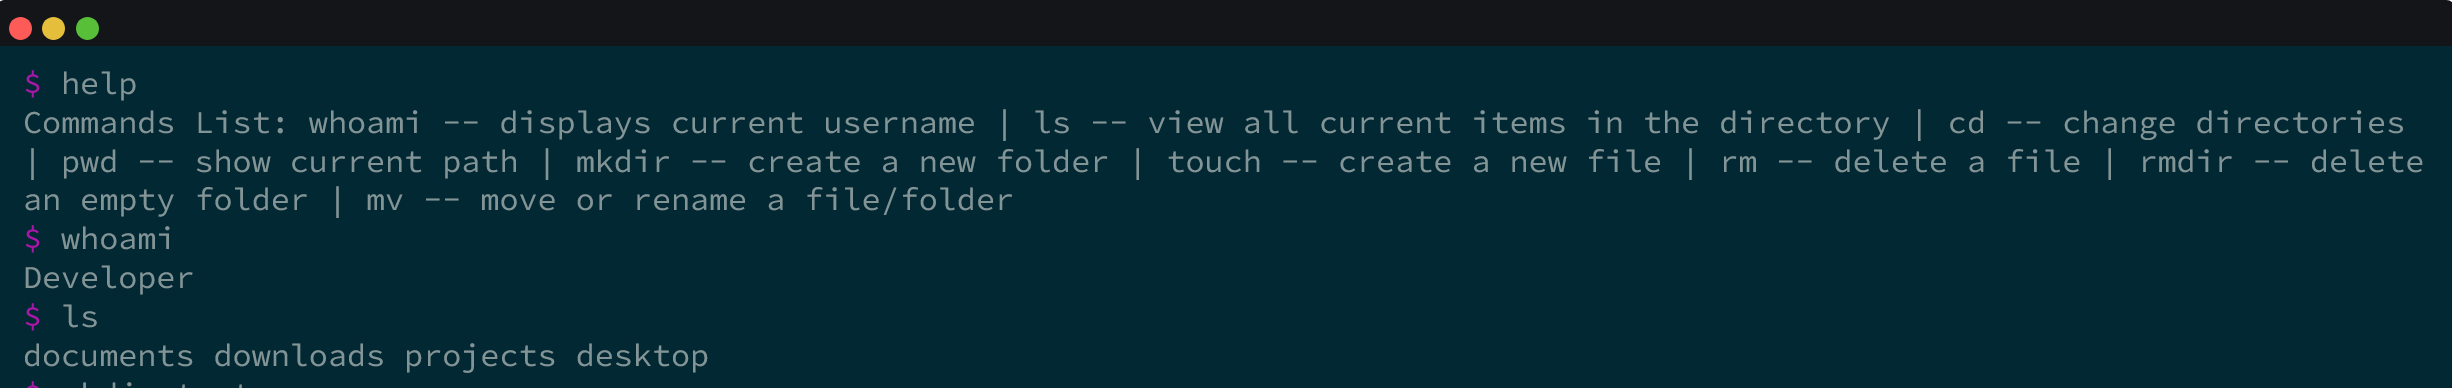 $ help
Commands List: whoami -- displays current username | ls -- view all current items in the directory | cd -- change directories
| pwd -- show current path | mkdir -- create a new folder | touch -- create a new file | rm -- delete a file | rmdir -- delete
an empty folder | mv -- move or rename a file/folder
$ whoami
Developer
$ ls
documents downloads projects desktop
$